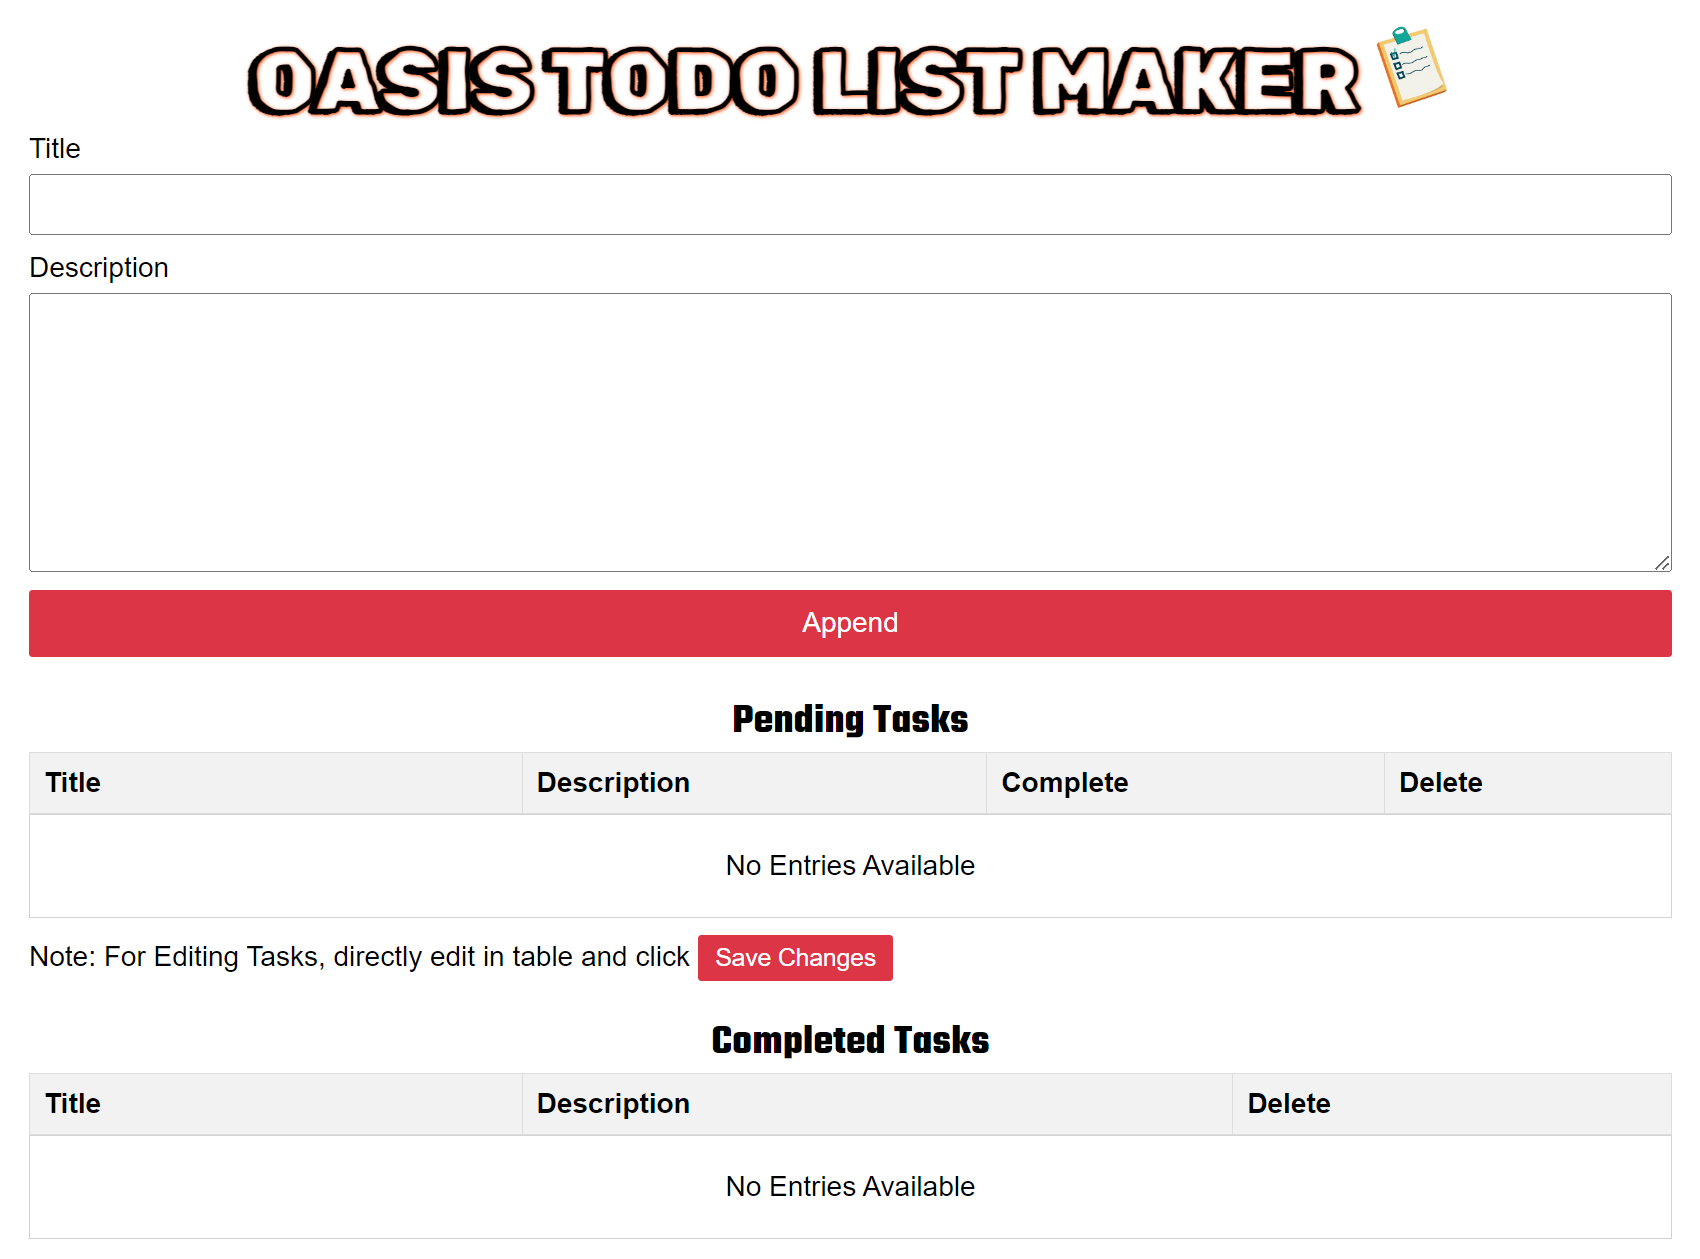 OASIS TODO LIST MAKER
Title
Description
Append
Pending Tasks
Title Description Complete Delete
No Entries Available
Note: For Editing Tasks, directly edit in table and click Save Changes
Completed Tasks
Title Description Delete
No Entries Available